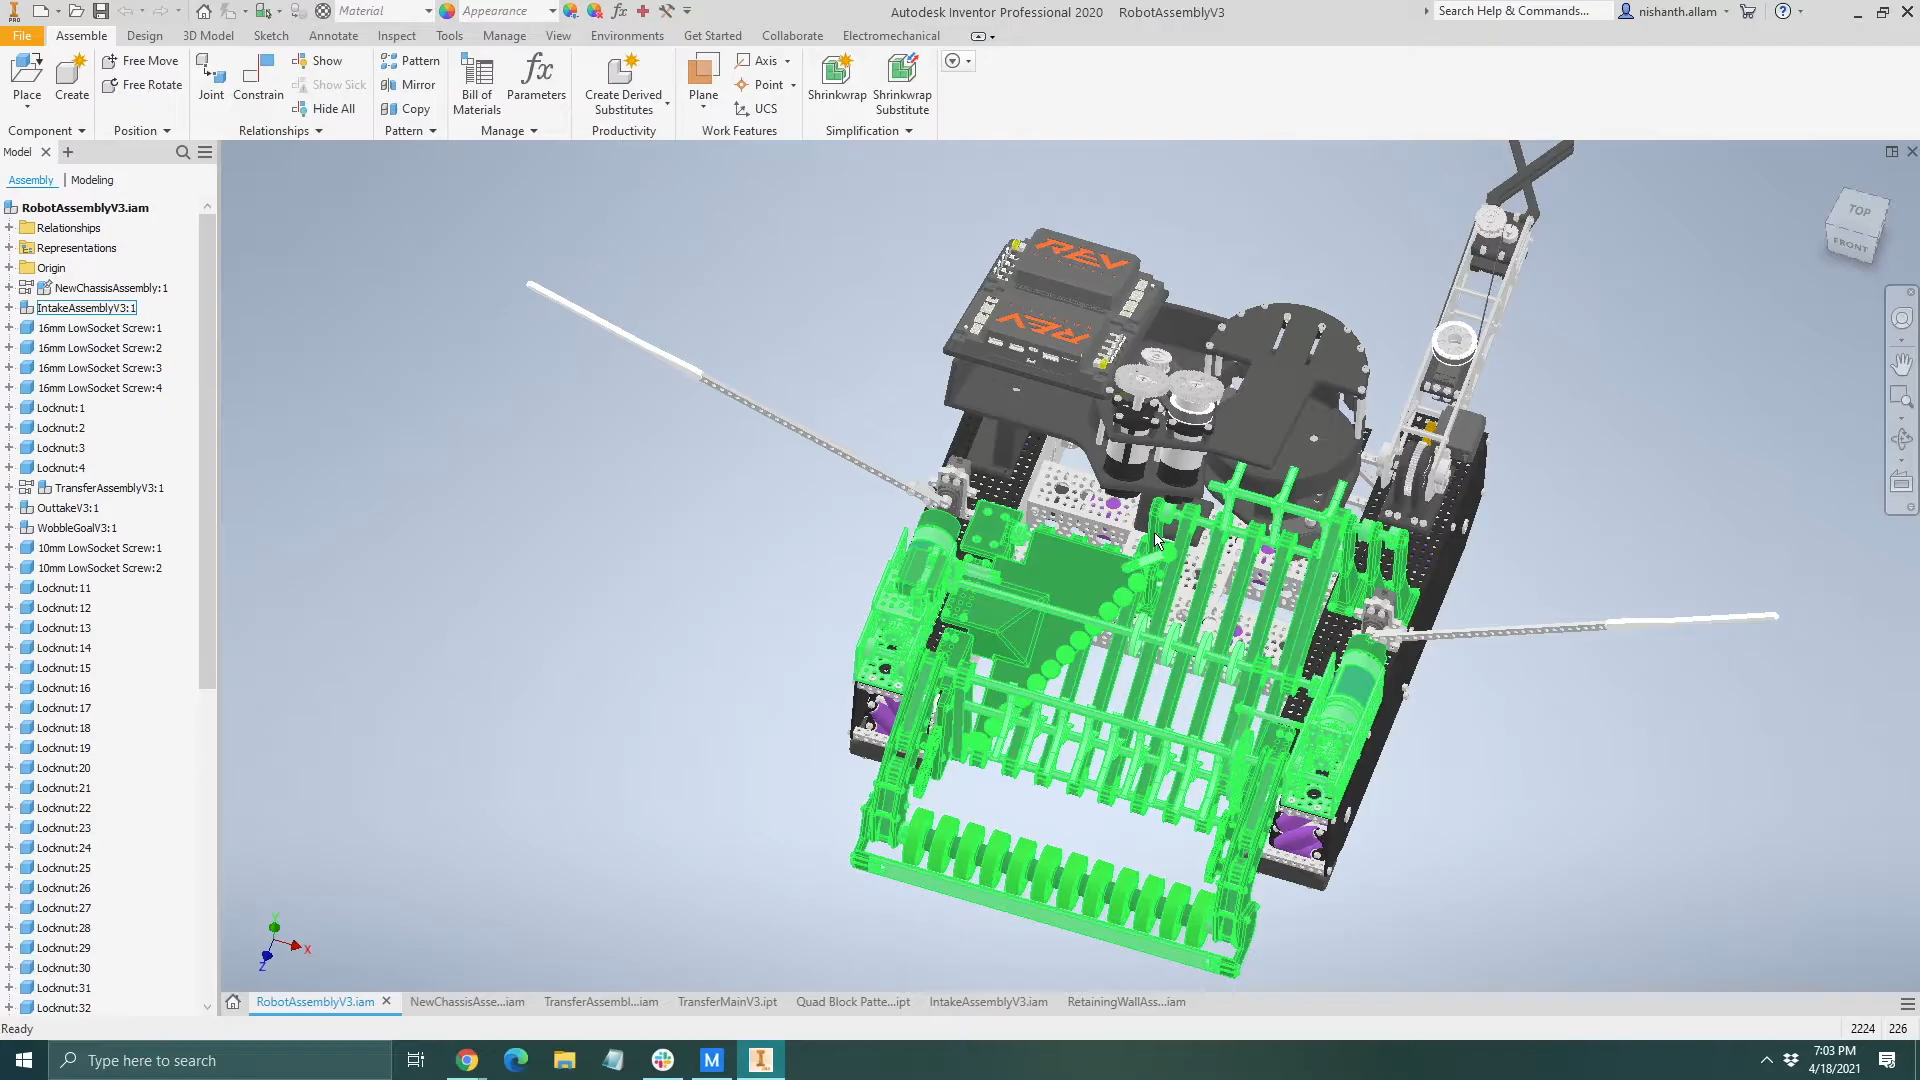 Material
Appearance
Autodesk Inventor Professional 2020 RobotAssemblyV3
Search Help & Commands...
nishanth.allam
File
Assemble
Design
3D Model
Sketch
Annotate
Inspect
Tools
Manage
View
Environments
Get Started
Collaborate
Electromechanical
Place
Create
Free Move
Free Rotate
Joint
Constrain
Show
Show Sick
Hide All
Pattern
Mirror
Copy
Bill of
Materials
Parameters
Create Derived
Substitutes
Plane
Axis
Point
UCS
Shrinkwrap
Shrinkwrap
Substitute
Component
Position
Relationships
Pattern
Manage
Productivity
Work Features
Simplification
Model
Assembly
Modeling
RobotAssemblyV3.iam
Relationships
Representations
Origin
NewChassisAssembly:1
IntakeAssemblyV3:1
16mm LowSocket Screw:1
16mm LowSocket Screw:2
16mm LowSocket Screw:3
16mm LowSocket Screw:4
Locknut:1
Locknut:2
Locknut:3
Locknut:4
TransferAssemblyV3:1
OuttakeV3:1
WobbleGoalV3:1
10mm LowSocket Screw:1
10mm LowSocket Screw:2
Locknut:11
Locknut:12
Locknut:13
Locknut:14
Locknut:15
Locknut:16
Locknut:17
Locknut:18
Locknut:19
Locknut:20
Locknut:21
Locknut:22
Locknut:23
Locknut:24
Locknut:25
Locknut:26
Locknut:27
Locknut:28
Locknut:29
Locknut:30
Locknut:31
Locknut:32
REV
REV
TOP
FRONT
Y
X
Z
RobotAssemblyV3.iam
NewChassisAsse...iam
TransferAssembl...iam
TransferMainV3.ipt
Quad Block Patte...ipt
IntakeAssemblyV3.iam
RetainingWallAss...iam
Ready
2224 226
Type here to search
M
7:03 PM
4/18/2021